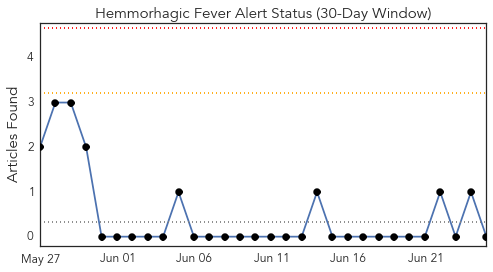 Hemmorhagic Fever Alert Status (30-Day Window)
Articles Found
4
3
2
1
0
May 27
Jun 01
Jun 06
Jun 11
Jun 16
Jun 21